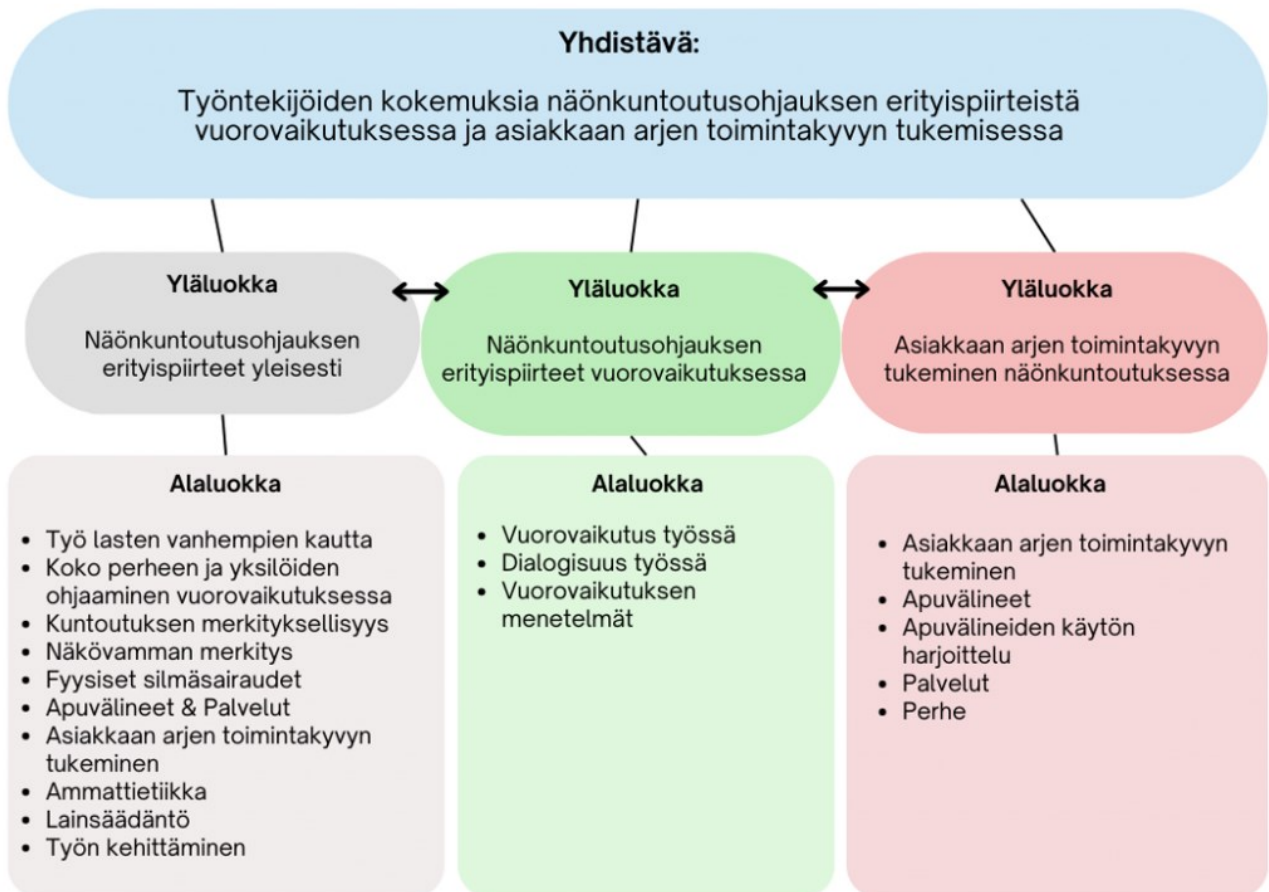 Yhdistävä:
Työntekijöiden kokemuksia näönkuntoutusohjauksen erityispiirteistä
vuorovaikutuksessa ja asiakkaan arjen toimintakyvyn tukemisessa
Yläluokka
Näönkuntoutusohjauksen
erityispiirteet yleisesti
Yläluokka
Näönkuntoutusohjauksen
erityispiirteet vuorovaikutuksessa
Yläluokka
Asiakkaan arjen toimintakyvyn
tukeminen näönkuntoutuksessa
Alaluokka
• Työ lasten vanhempien kautta
• Koko perheen ja yksilöiden
ohjaaminen vuorovaikutuksessa
• Kuntoutuksen merkityksellisyys
• Näkövamman merkitys
• Fyysiset silmäsairaudet
• Apuvälineet & Palvelut
• Asiakkaan arjen toimintakyvyn
tukeminen
• Ammattietiikka
• Lainsäädäntö
• Työn kehittäminen
Alaluokka
• Vuorovaikutus työssä
• Dialogisuus työssä
• Vuorovaikutuksen
menetelmät
Alaluokka
• Asiakkaan arjen toimintakyvyn
tukeminen
• Apuvälineet
• Apuvälineiden käytön
harjoittelu
• Palvelut
• Perhe